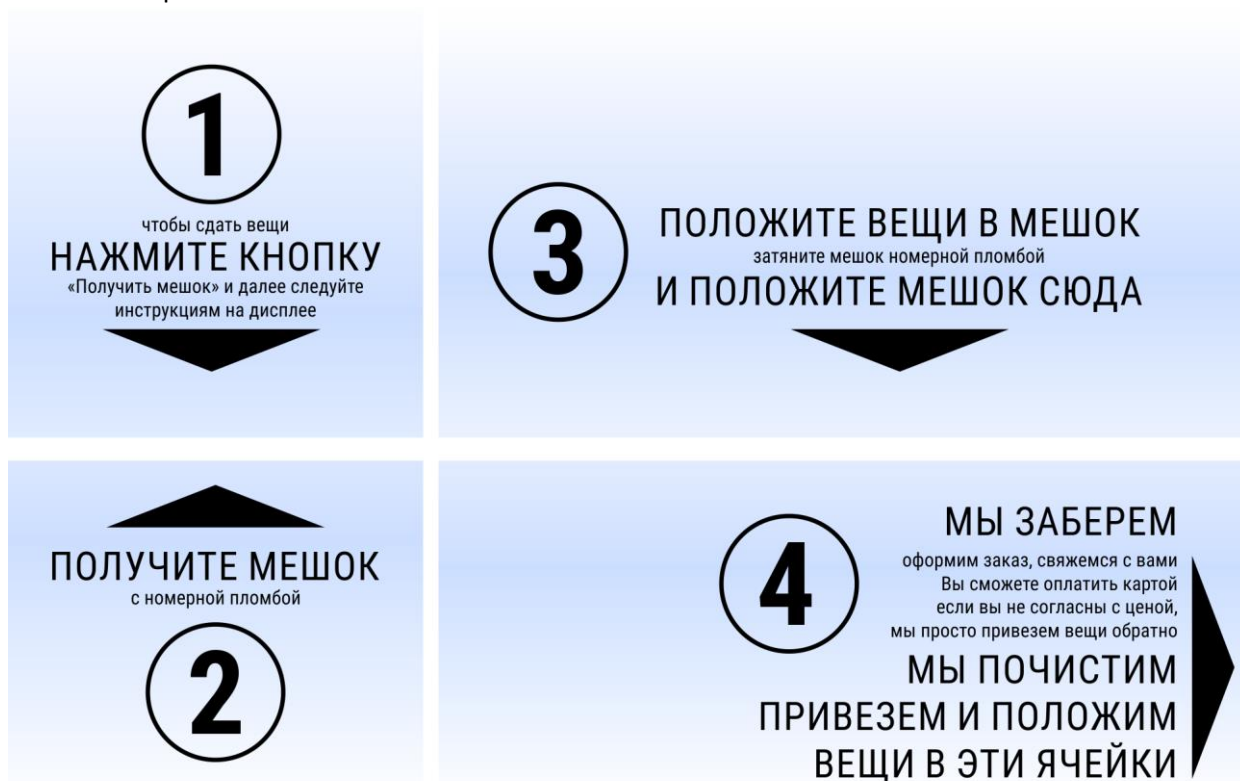 1
чтобы сдать вещи
НАЖМИТЕ КНОПКУ
«Получить мешок» и далее следуйте
инструкциям на дисплее
ПОЛУЧИТЕ МЕШОК
с номерной пломбой
2
3
ПОЛОЖИТЕ ВЕЩИ В МЕШОК
затяните мешок номерной пломбой
И ПОЛОЖИТЕ МЕШОК СЮДА
4
МЫ ЗАБЕРЕМ
оформим заказ, свяжемся с вами
Вы сможете оплатить картой
если вы не согласны с ценой,
мы просто привезем вещи обратно
МЫ ПОЧИСТИМ
ПРИВЕЗЕМ И ПОЛОЖИМ
ВЕЩИ В ЭТИ ЯЧЕЙКИ